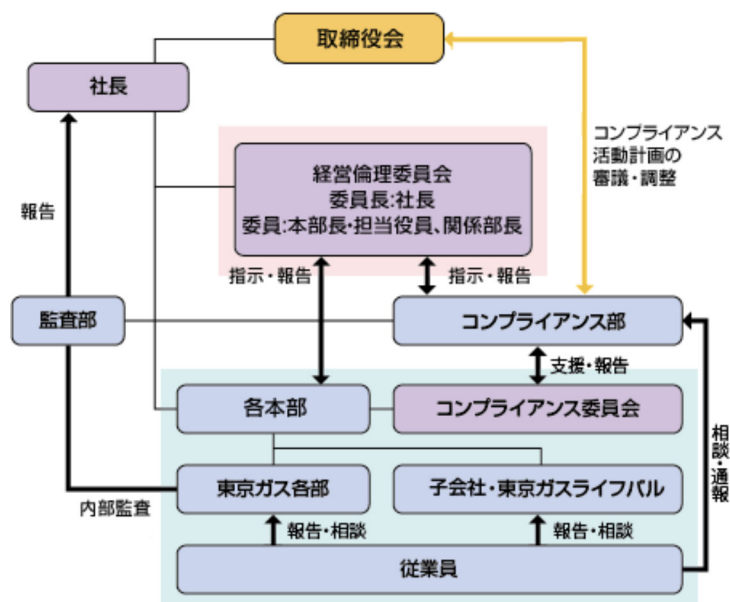 取締役会
社長
コンプライアンス
活動計画の
審議・調整
経営倫理委員会
委員長:社長
委員:本部長・担当役員、関係部長
報告
指示・報告
指示・報告
監査部
コンプライアンス部
支援・報告
各本部
コンプライアンス委員会
相談・通報
東京ガス各部
子会社・東京ガスライフバル
内部監査
報告・相談
報告・相談
従業員